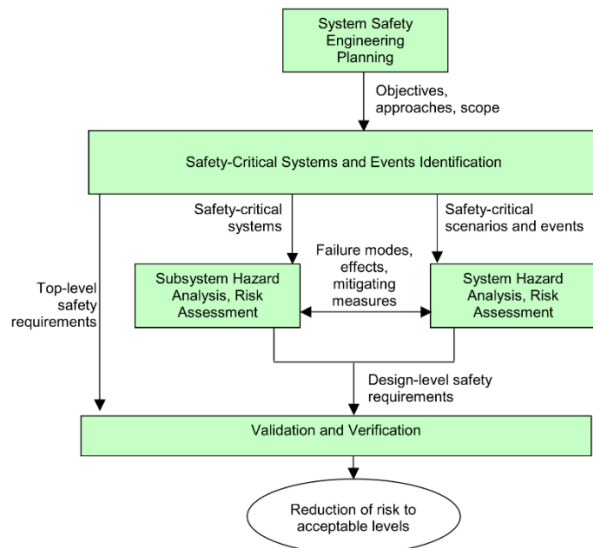 System Safety
Engineering
Planning
Objectives,
approaches, scope
Safety-Critical Systems and Events Identification
Safety-critical
systems
Safety-critical
scenarios and events
Failure modes,
effects,
mitigating
measures
Top-level
safety
requirements
Subsystem Hazard
Analysis, Risk
Assessment
System Hazard
Analysis, Risk
Assessment
Design-level safety
requirements
Validation and Verification
Reduction of risk to
acceptable levels